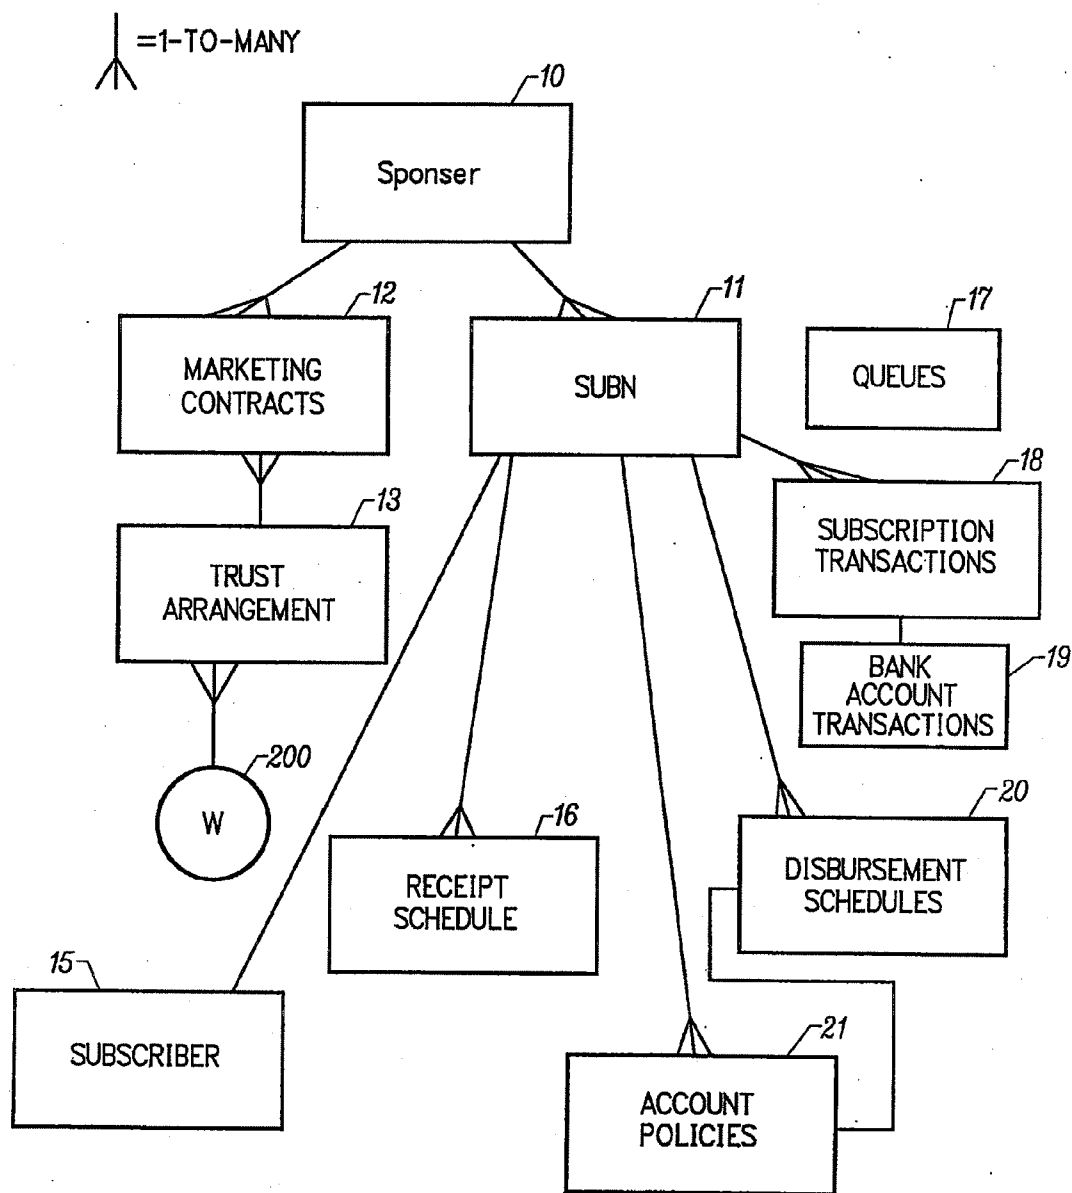 =1-TO-MANY
10
Sponser
12
11
17
MARKETING
CONTRACTS
SUBN
QUEUES
18
13
SUBSCRIPTION
TRANSACTIONS
TRUST
ARRANGEMENT
19
BANK
ACCOUNT
TRANSACTIONS
200
W
16
20
RECEIPT
SCHEDULE
DISBURSEMENT
SCHEDULES
15
SUBSCRIBER
21
ACCOUNT
POLICIES